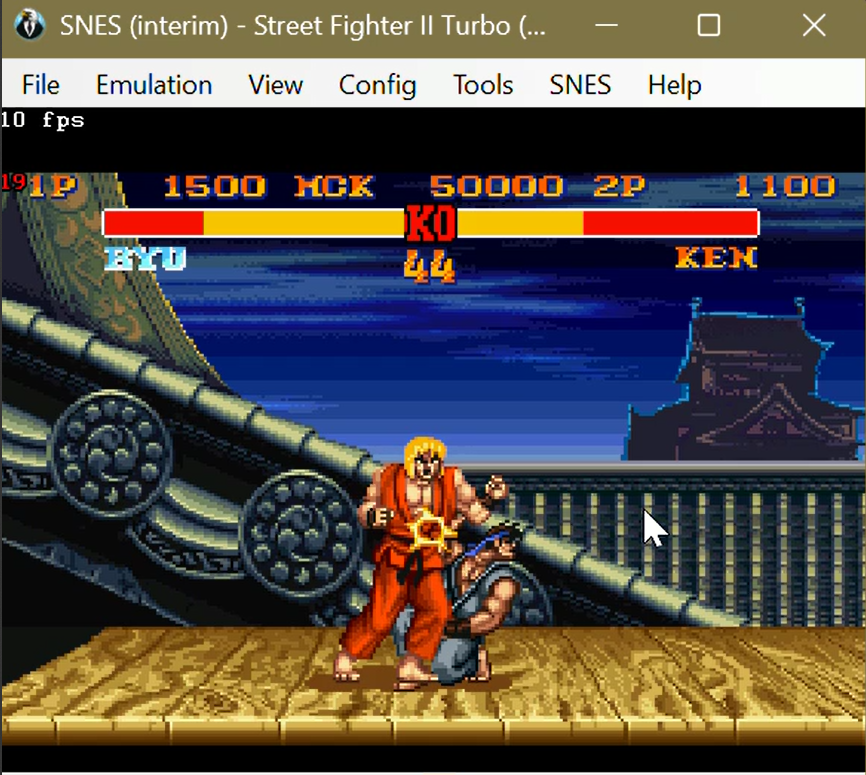 SNES (interim) - Street Fighter II Turbo (...
File Emulation View Config Tools SNES Help
10 fps
19
1P 1500 MCK 50000 2P 1100
KO
RYU 44 KEN